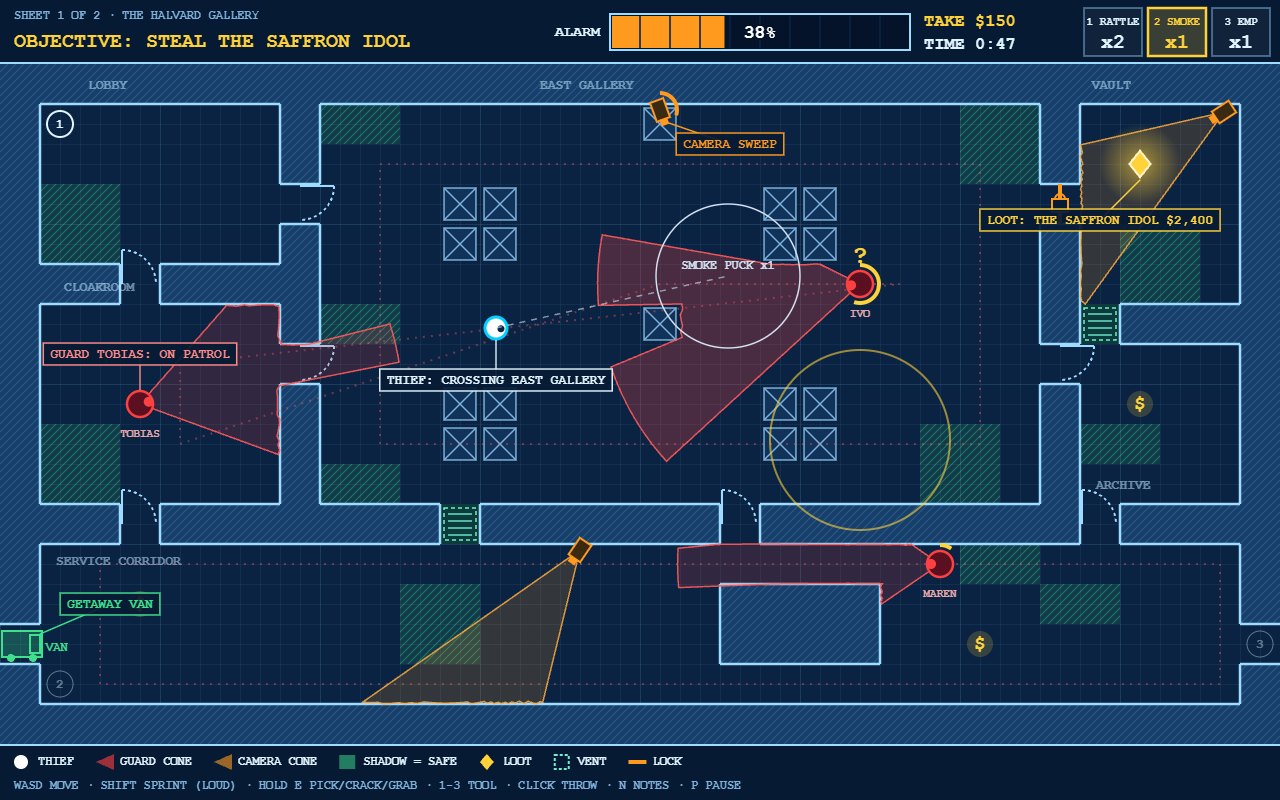 SHEET 1 OF 2 · THE HALVARD GALLERY
OBJECTIVE: STEAL THE SAFFRON IDOL
ALARM
38%
TAKE $150
TIME 0:47
1 RATTLE
x2
2 SMOKE
x1
3 EMP
x1
LOBBY
EAST GALLERY
VAULT
1
CAMERA SWEEP
LOOT: THE SAFFRON IDOL $2,400
?
SMOKE PUCK x1
CLOAKROOM
IVO
GUARD TOBIAS: ON PATROL
THIEF: CROSSING EAST GALLERY
TOBIAS
$
ARCHIVE
SERVICE CORRIDOR
MAREN
GETAWAY VAN
VAN
$
3
2
THIEF
GUARD CONE
CAMERA CONE
SHADOW = SAFE
LOOT
VENT
LOCK
WASD MOVE · SHIFT SPRINT (LOUD) · HOLD E PICK/CRACK/GRAB · 1-3 TOOL · CLICK THROW · N NOTES · P PAUSE